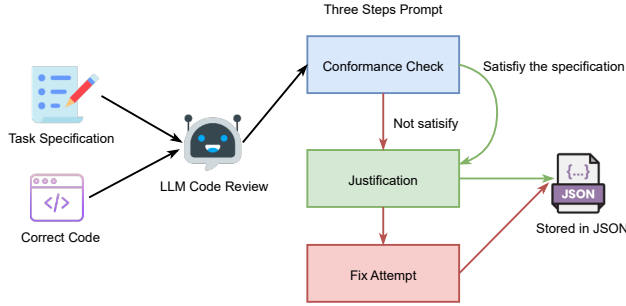 Three Steps Prompt
Conformance Check
Satisfiy the specification
Task Specification
Not satisify
LLM Code Review
Justification
{...}
JSON
</>
Correct Code
Stored in JSON
Fix Attempt